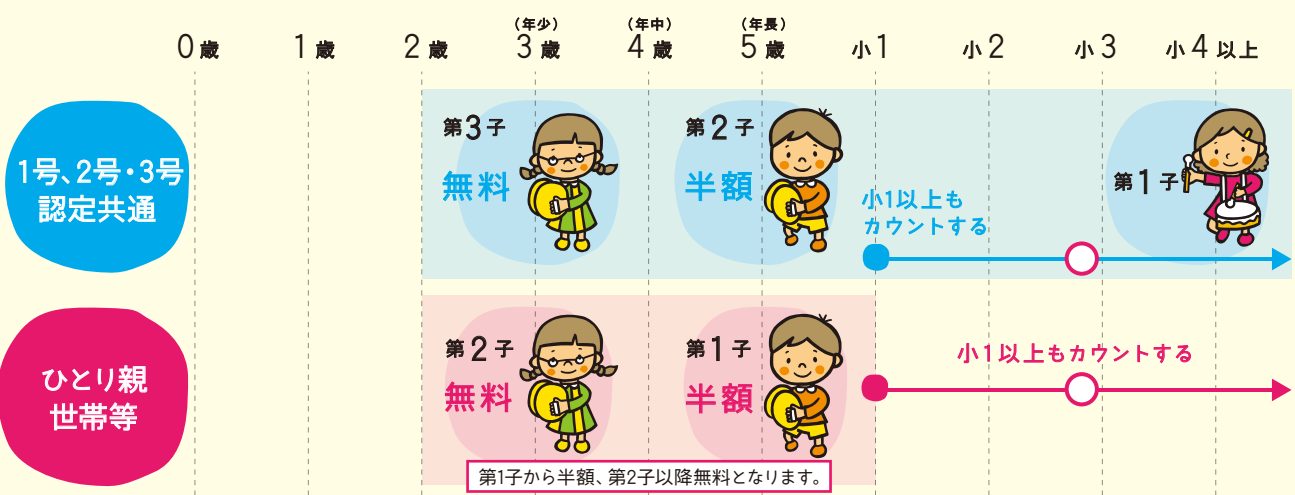 (年少) (年中) (年長)
0歳 1歳 2歳 3歳 4歳 5歳 小1 小2 小3 小4以上
1号、2号・3号
認定共通
第3子
無料
第2子
半額
小1以上も
カウントする
第1子
ひとり親
世帯等
第2子
無料
第1子
半額
小1以上もカウントする
第1子から半額、第2子以降無料となります。